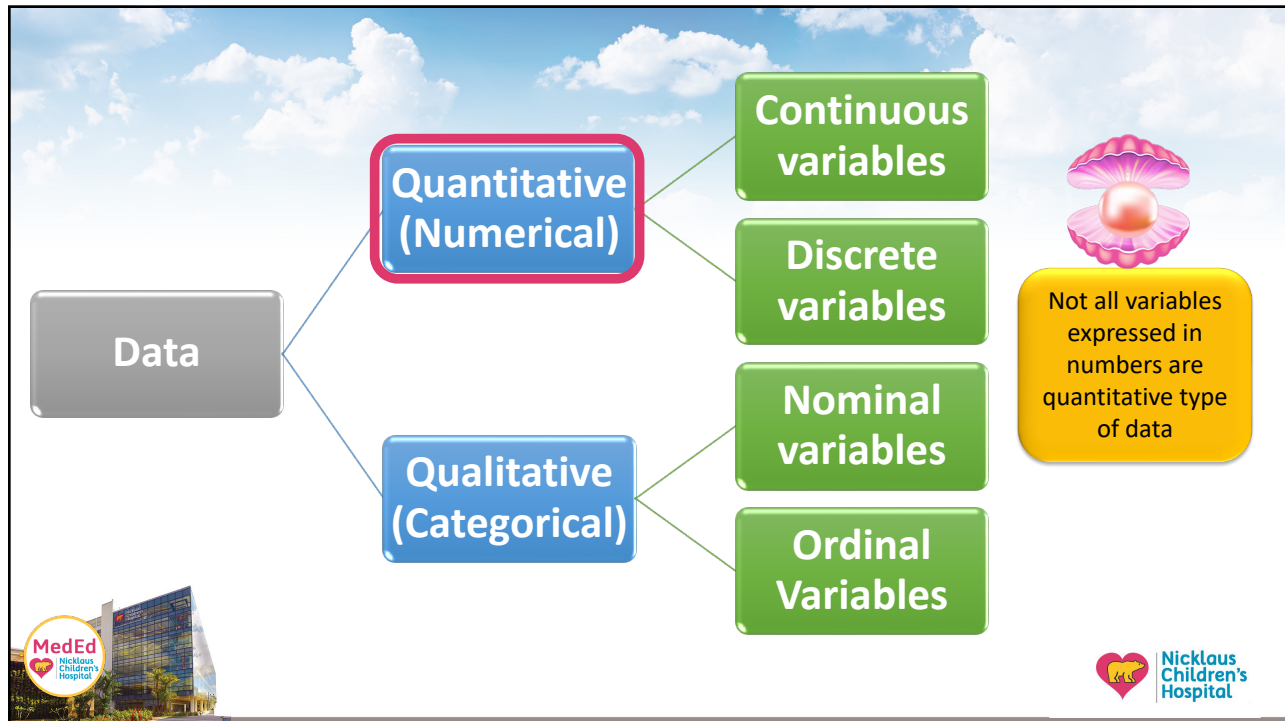 Data
Quantitative
(Numerical)
Qualitative
(Categorical)
Continuous
variables
Discrete
variables
Nominal
variables
Ordinal
Variables
Not all variables
expressed in
numbers are
quantitative type
of data
MedEd
Nicklaus
Children's
Hospital
Nicklaus
Children's
Hospital